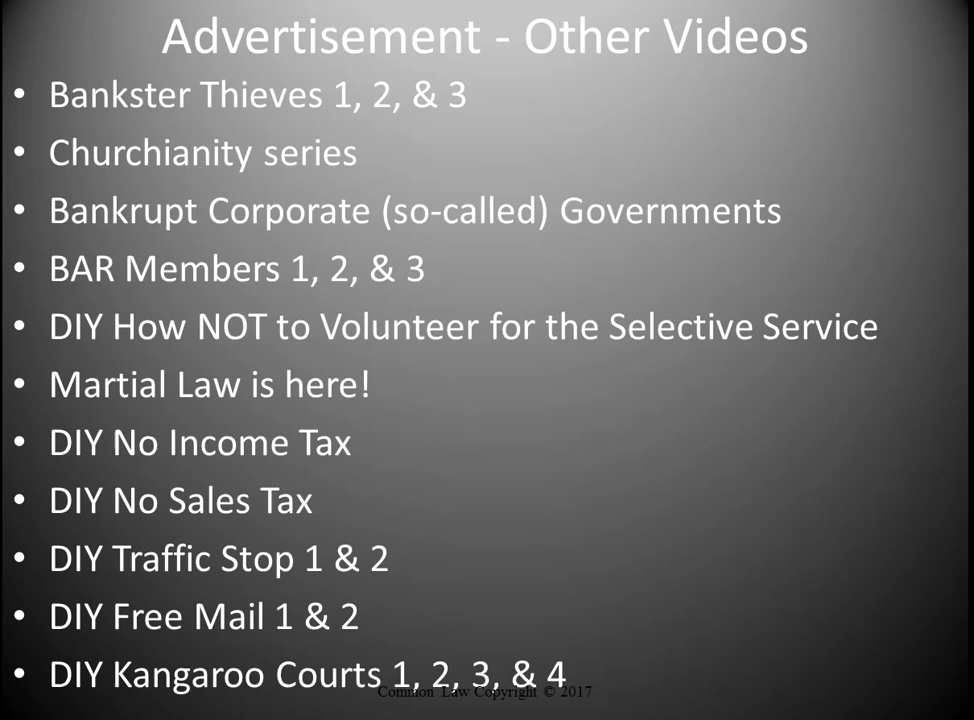 Advertisement - Other Videos
• Bankster Thieves 1, 2, & 3
• Churchianity series
• Bankrupt Corporate (so-called) Governments
• BAR Members 1, 2, & 3
• DIY How NOT to Volunteer for the Selective Service
• Martial Law is here!
• DIY No Income Tax
• DIY No Sales Tax
• DIY Traffic Stop 1 & 2
• DIY Free Mail 1 & 2
• DIY Kangaroo Courts 1, 2, 3, & 4
Common Law Copyright © 2017